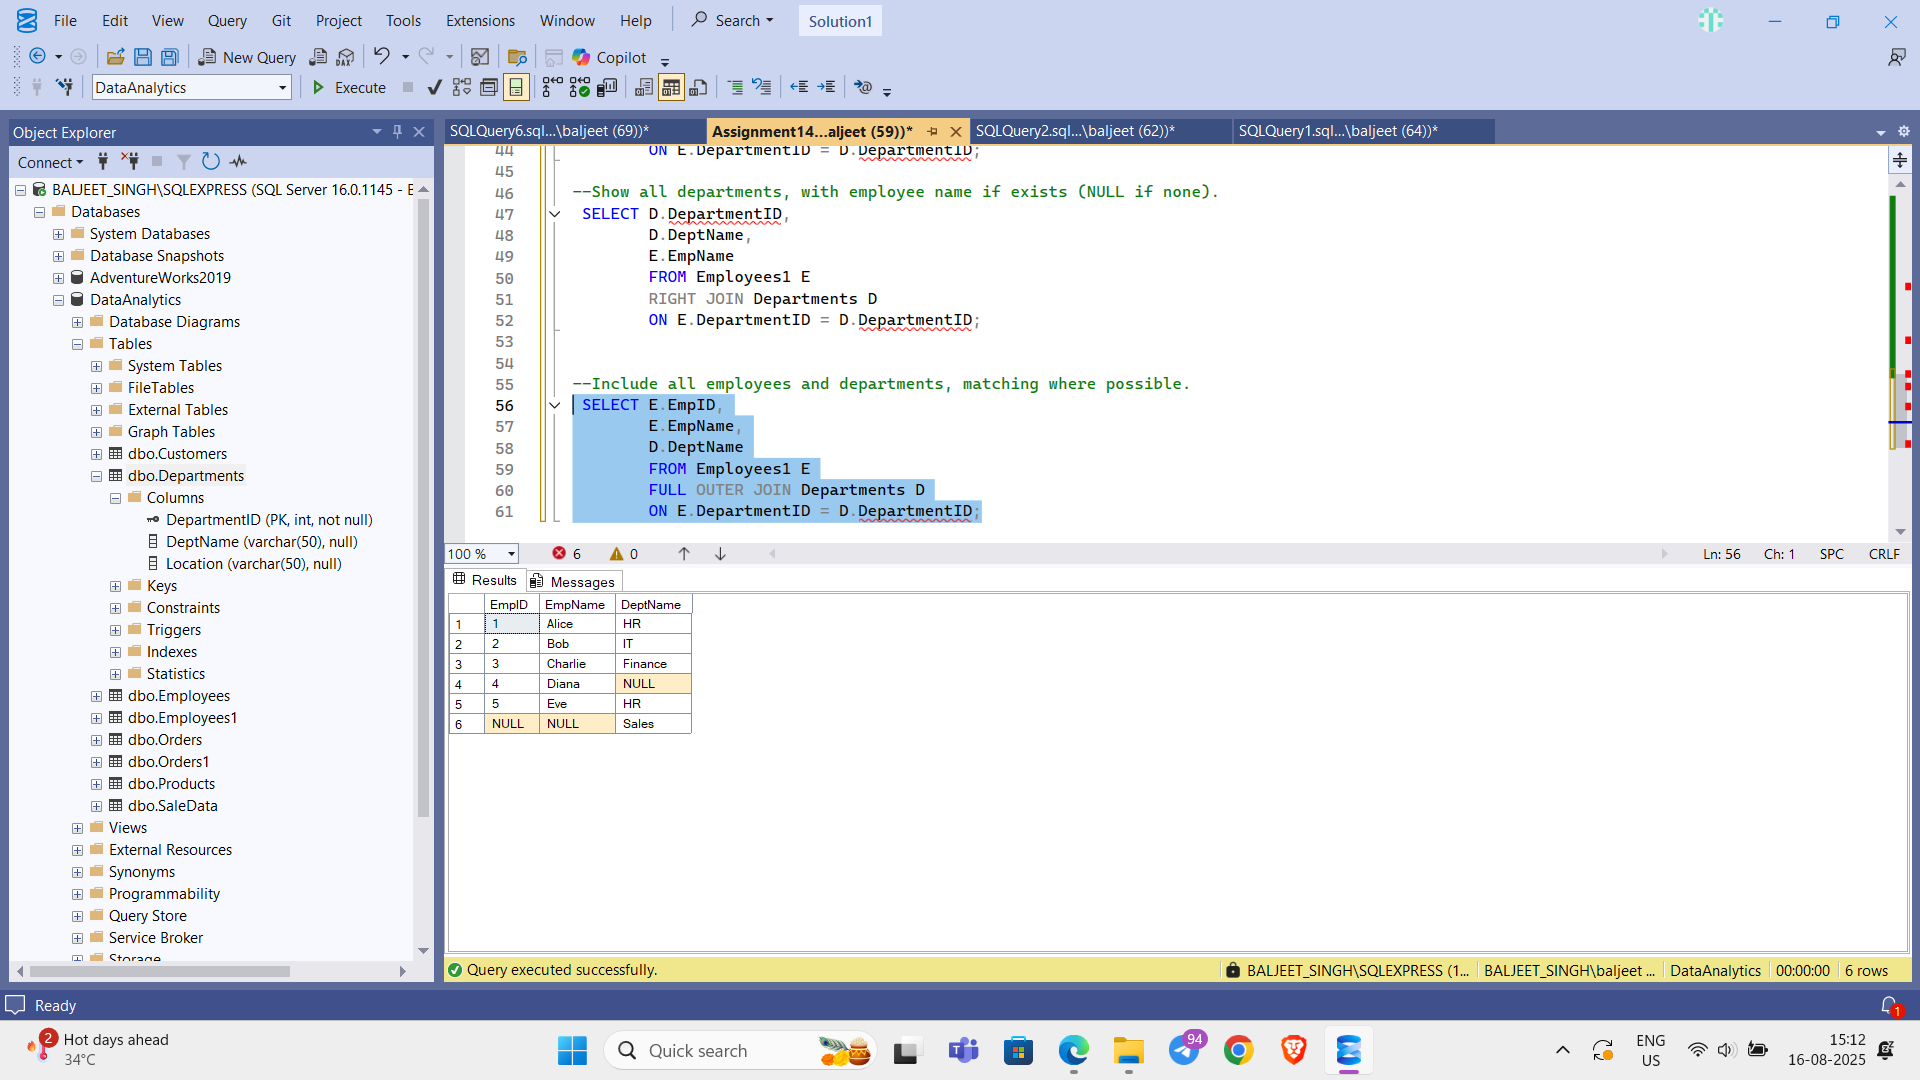 File Edit View Query Git Project Tools Extensions Window Help Search Solution1
New Query DAX Copilot
DataAnalytics Execute
Object Explorer
Connect
BALJEET_SINGH\SQLEXPRESS (SQL Server 16.0.1145 - E
Databases
System Databases
Database Snapshots
AdventureWorks2019
DataAnalytics
Database Diagrams
Tables
System Tables
FileTables
External Tables
Graph Tables
dbo.Customers
dbo.Departments
Columns
DepartmentID (PK, int, not null)
DeptName (varchar(50), null)
Location (varchar(50), null)
Keys
Constraints
Triggers
Indexes
Statistics
dbo.Employees
dbo.Employees1
dbo.Orders
dbo.Orders1
dbo.Products
dbo.SaleData
Views
External Resources
Synonyms
Programmability
Query Store
Service Broker
Storage
SQLQuery6.sql...\baljeet (69))* Assignment14...aljeet (59))* SQLQuery2.sql...\baljeet (62))* SQLQuery1.sql...\baljeet (64))*
44 ON E.DepartmentID = D.DepartmentID;
45
46 --Show all departments, with employee name if exists (NULL if none).
47 SELECT D.DepartmentID,
48 D.DeptName,
49 E.EmpName
50 FROM Employees1 E
51 RIGHT JOIN Departments D
52 ON E.DepartmentID = D.DepartmentID;
53
54
55 --Include all employees and departments, matching where possible.
56 SELECT E.EmpID,
57 E.EmpName,
58 D.DeptName
59 FROM Employees1 E
60 FULL OUTER JOIN Departments D
61 ON E.DepartmentID = D.DepartmentID;
100 % 6 0 Ln: 56 Ch: 1 SPC CRLF
Results Messages
EmpID EmpName DeptName
1 1 Alice HR
2 2 Bob IT
3 3 Charlie Finance
4 4 Diana NULL
5 5 Eve HR
6 NULL NULL Sales
Query executed successfully. BALJEET_SINGH\SQLEXPRESS (1... BALJEET_SINGH\baljeet ... DataAnalytics 00:00:00 6 rows
Ready 1
2 Hot days ahead
34°C
Quick search
94
ENG
US
15:12
16-08-2025